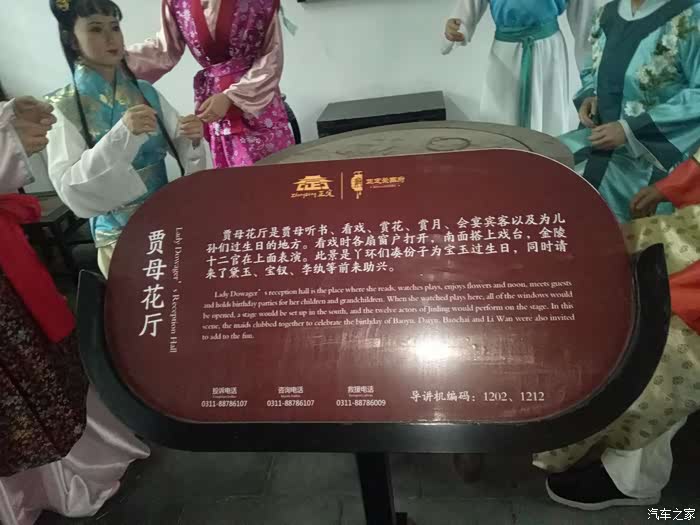 正定荣国府
贾母花厅
Lady Dowager's Reception Hall
贾母花厅是贾母听书、看戏、赏花、赏月、会宴宾客以及为儿
孙们过生日的地方。看戏时各扇窗户打开，南面搭上戏台，金陵
十二官在上面表演。此景是丫环们凑份子为宝玉过生日，同时请
来了黛玉、宝钗、李纨等前来助兴。
Lady Dowager's reception hall is the place where she reads, watches plays, enjoys flowers and noon, meets guests
and holds birthday parties for her children and grandchildren. When she watched plays here, all of the windows would
be opened, a stage would be set up in the south, and the twelve actors of Jinling would perform on the stage. In this
scene, the maids clubbed together to celebrate the birthday of Baoyu. Daiyu, Baochai and Li Wan were also invited
to add to the fun.
投诉电话 咨询电话 救援电话
0311-88786107 0311-88786107 0311-88786009
导讲机编码：1202、1212
汽车之家